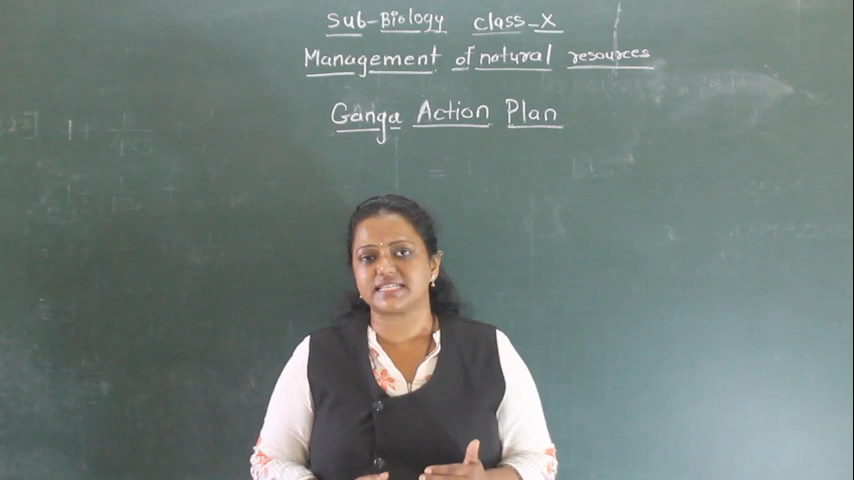 Sub-Biology class-X
Management of natural resources
Ganga Action Plan